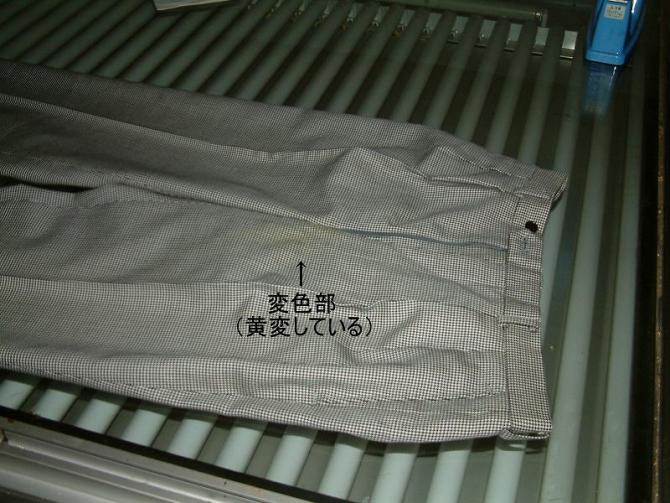 ↑
変色部
（黄変している）